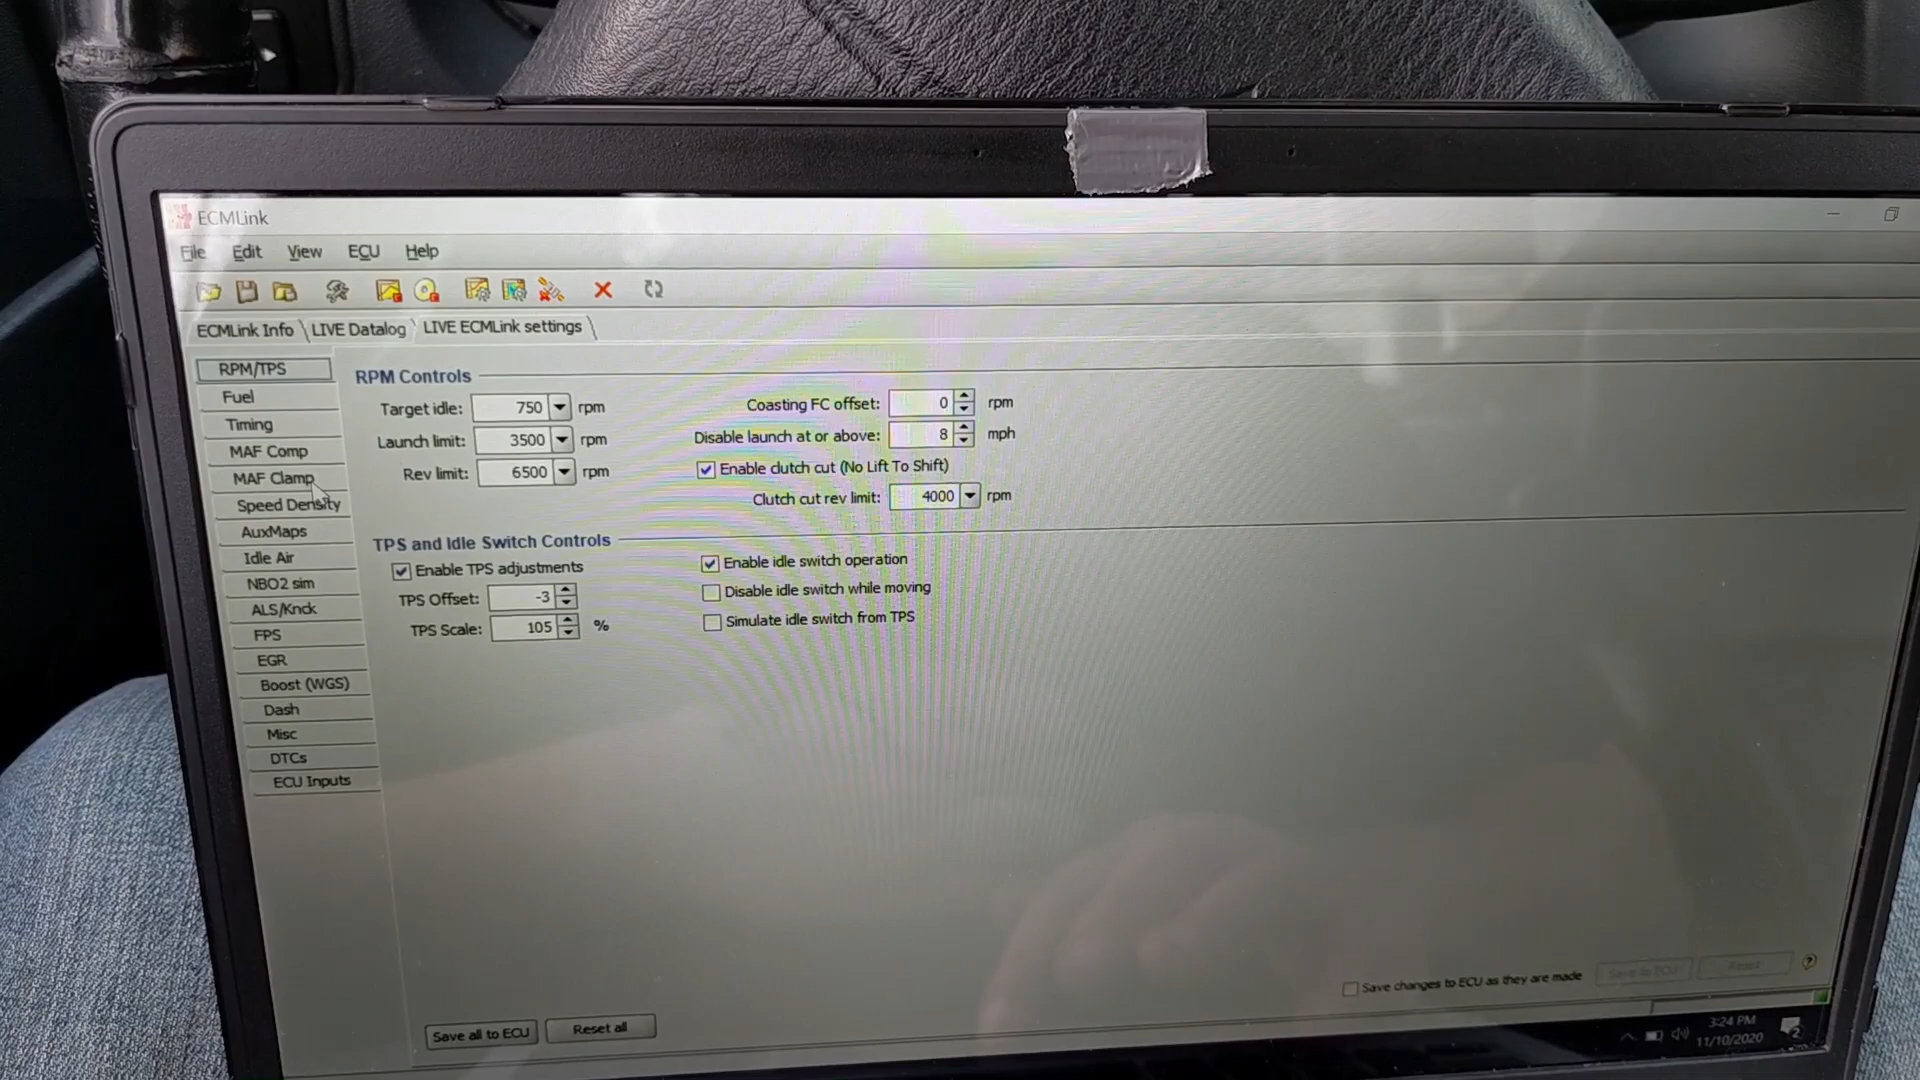 ECMLink
File Edit View ECU Help
ECMLink Info LIVE Datalog LIVE ECMLink settings
RPM/TPS
Fuel
Timing
MAF Comp
MAF Clamp
Speed Density
AuxMaps
Idle Air
NBO2 sim
ALS/Knck
FPS
EGR
Boost (WGS)
Dash
Misc
DTCs
ECU Inputs
RPM Controls
Target idle: 750 rpm
Launch limit: 3500 rpm
Rev limit: 6500 rpm
Coasting FC offset: 0 rpm
Disable launch at or above: 8 mph
Enable clutch cut (No Lift To Shift)
Clutch cut rev limit: 4000 rpm
TPS and Idle Switch Controls
Enable TPS adjustments
TPS Offset: -3
TPS Scale: 105 %
Enable idle switch operation
Disable idle switch while moving
Simulate idle switch from TPS
Save changes to ECU as they are made Save to ECU Reset ?
Save all to ECU Reset all
3:24 PM
11/10/2020
2